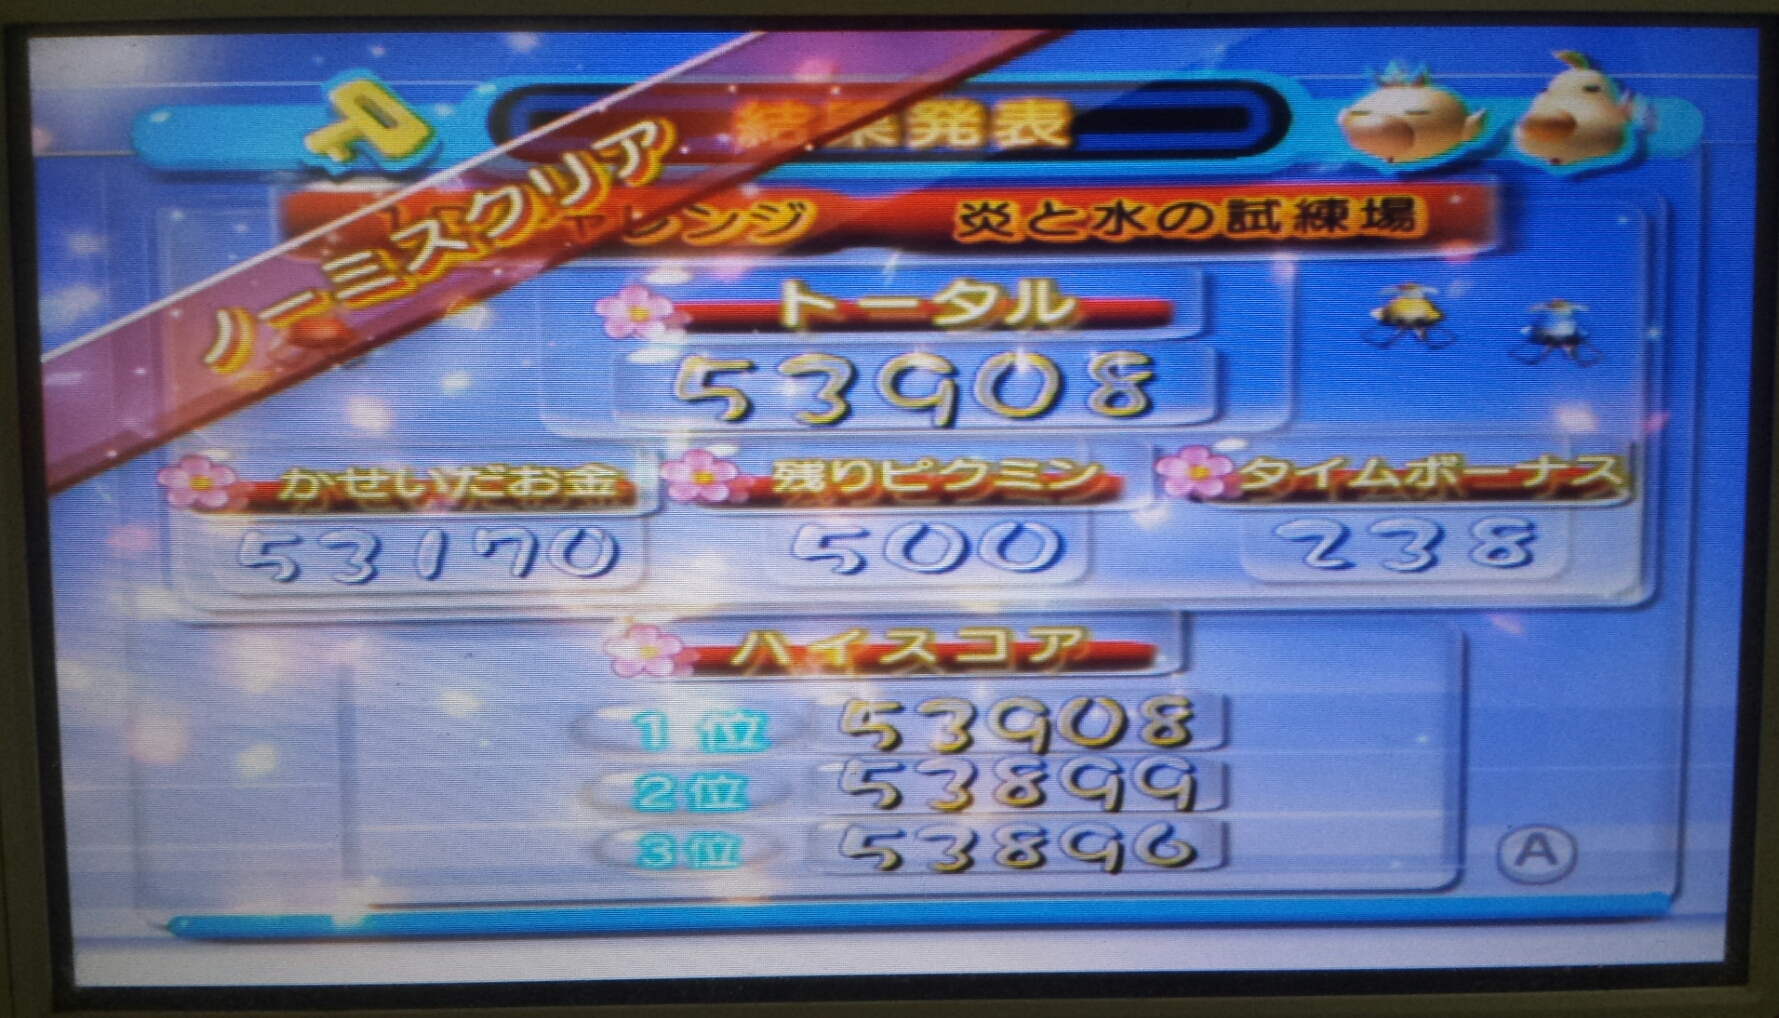 結果発表
ノーミスクリア
チャレンジ 炎と水の試練場
トータル
53908
かせいだお金 残りピクミン タイムボーナス
53170 500 238
ハイスコア
1位 53908
2位 53899
3位 53896
A